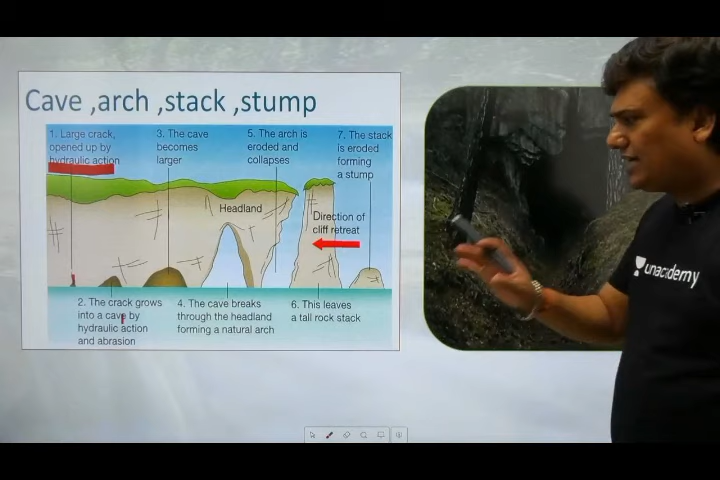 Cave ,arch ,stack ,stump
1. Large crack,
opened up by
hydraulic action
3. The cave
becomes
larger
5. The arch is
eroded and
collapses
7. The stack
is eroded
forming
a stump
Headland
Direction of
cliff retreat
2. The crack grows
into a cave by
hydraulic action
and abrasion
4. The cave breaks
through the headland
forming a natural arch
6. This leaves
a tall rock stack
unacademy